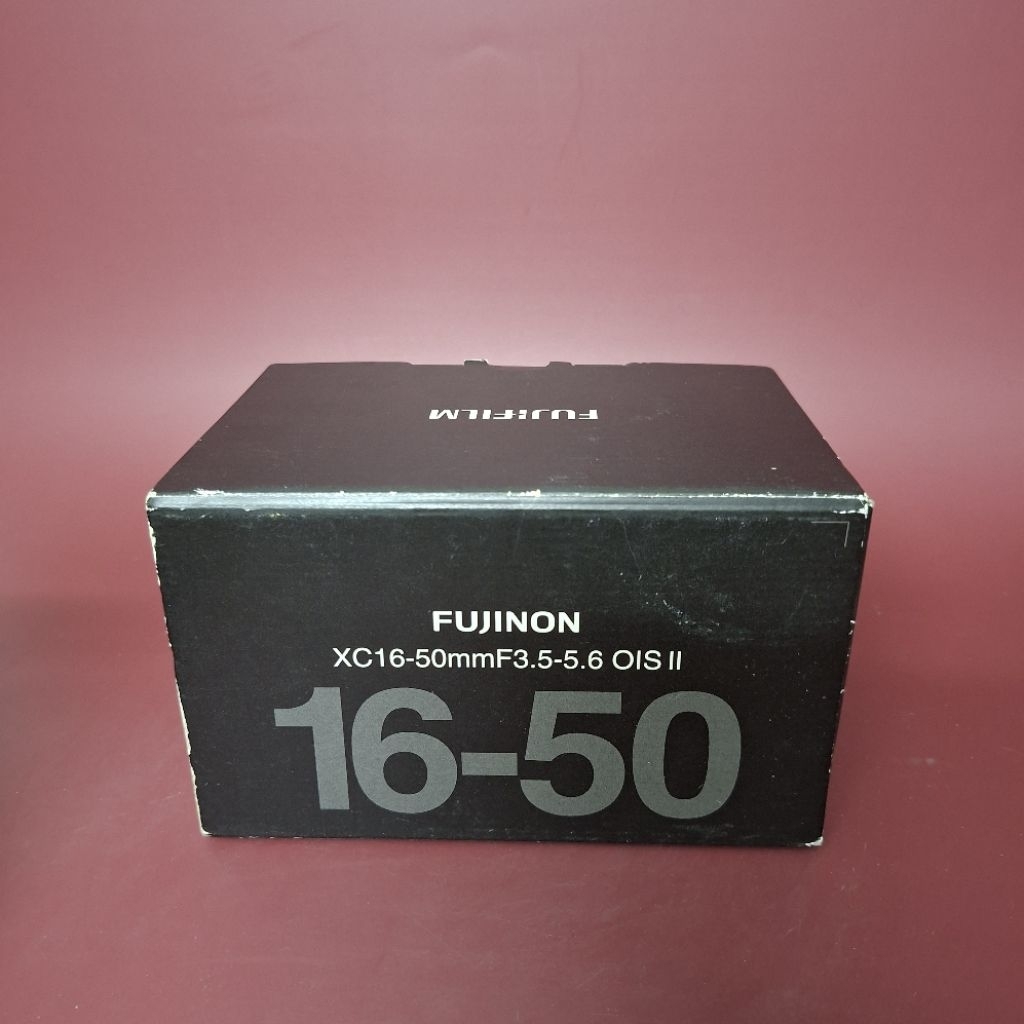 FUJIFILM
FUJINON
XC16-50mmF3.5-5.6 OIS II
16-50